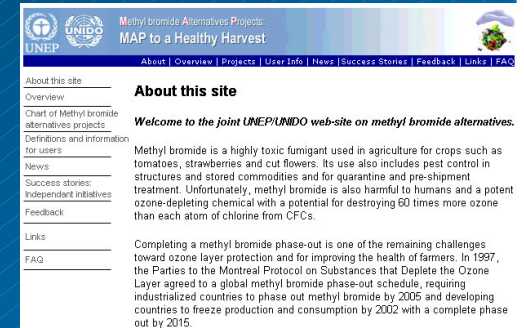 UNEP
UNIDO
Methyl bromide Alternatives Projects:
MAP to a Healthy Harvest
About | Overview | Projects | User Info | News |Success Stories | Feedback | Links | FAQ
About this site
Overview
Chart of Methyl bromide
alternatives projects
Definitions and information
for users
News
Success stories:
Independant initiatives
Feedback
Links
FAQ
About this site
Welcome to the joint UNEP/UNIDO web-site on methyl bromide alternatives.
Methyl bromide is a highly toxic fumigant used in agriculture for crops such as
tomatoes, strawberries and cut flowers. Its use also includes pest control in
structures and stored commodities and for quarantine and pre-shipment
treatment. Unfortunately, methyl bromide is also harmful to humans and a potent
ozone-depleting chemical with a potential for destroying 60 times more ozone
than each atom of chlorine from CFCs.
Completing a methyl bromide phase-out is one of the remaining challenges
toward ozone layer protection and for improving the health of farmers. In 1997,
the Parties to the Montreal Protocol on Substances that Deplete the Ozone
Layer agreed to a global methyl bromide phase-out schedule, requiring
industrialized countries to phase out methyl bromide by 2005 and developing
countries to freeze production and consumption by 2002 with a complete phase
out by 2015.